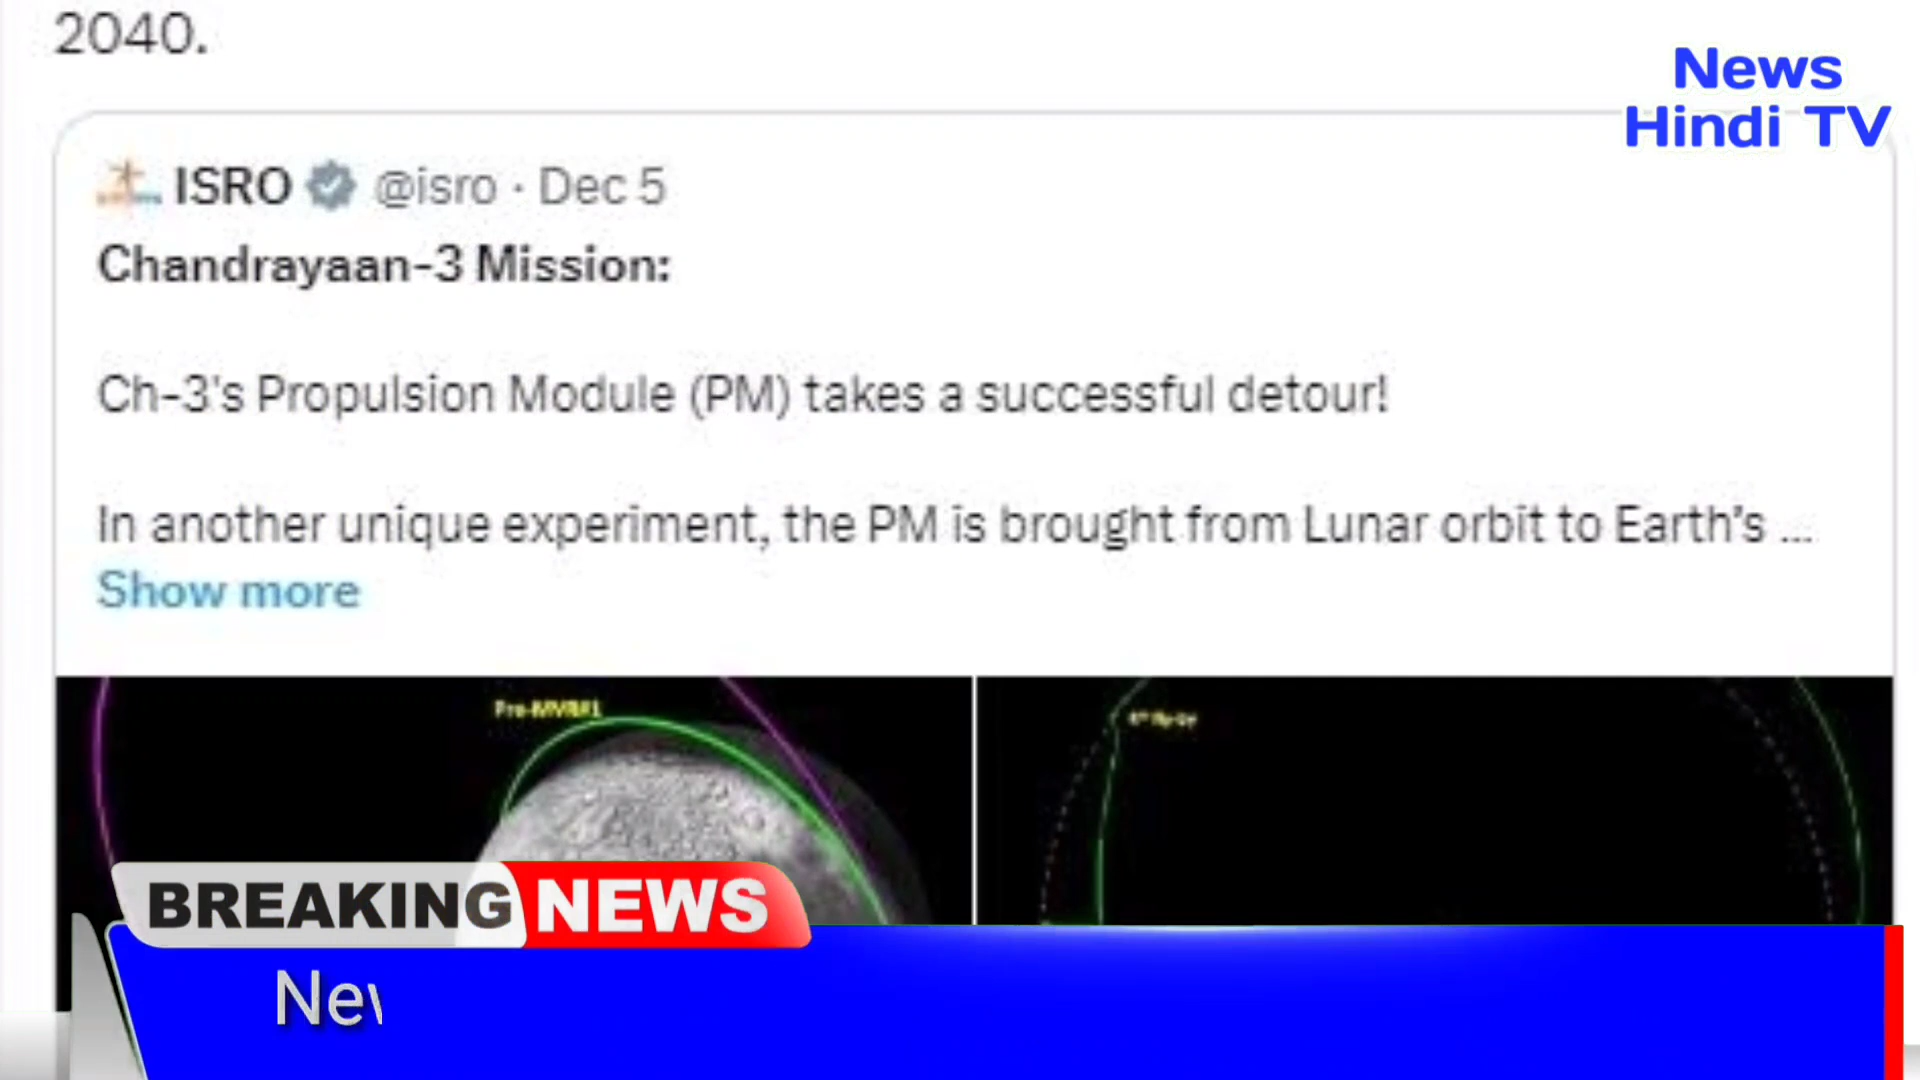 2040.
News
Hindi TV
ISRO @isro · Dec 5
Chandrayaan-3 Mission:
Ch-3's Propulsion Module (PM) takes a successful detour!
In another unique experiment, the PM is brought from Lunar orbit to Earth's ...
Show more
BREAKING NEWS